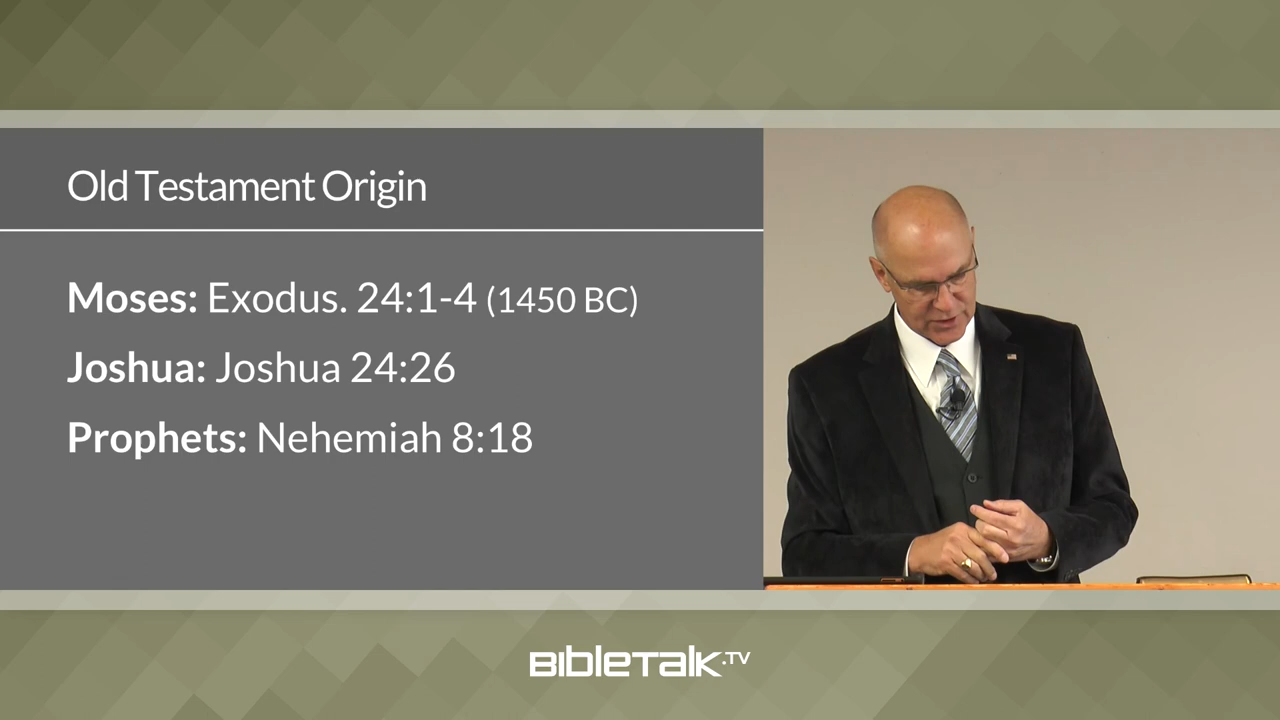 Old Testament Origin
Moses: Exodus. 24:1-4 (1450 BC)
Joshua: Joshua 24:26
Prophets: Nehemiah 8:18
BibleTalk.TV